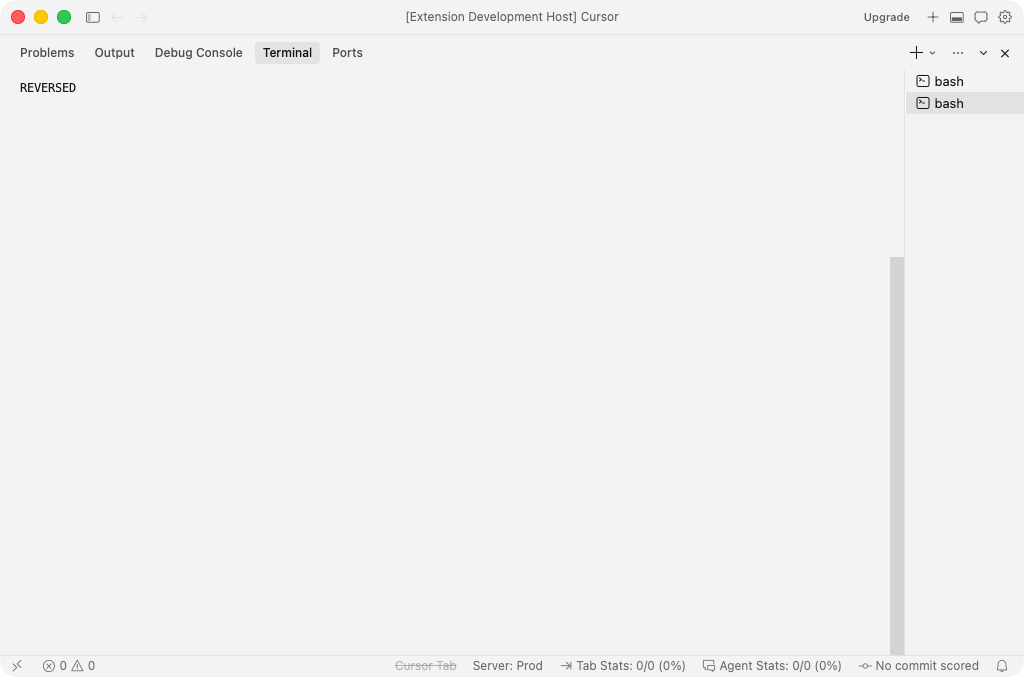 [Extension Development Host] Cursor
Upgrade
Problems Output Debug Console Terminal Ports
REVERSED
bash
bash
0 0 Cursor Tab Server: Prod Tab Stats: 0/0 (0%) Agent Stats: 0/0 (0%) No commit scored